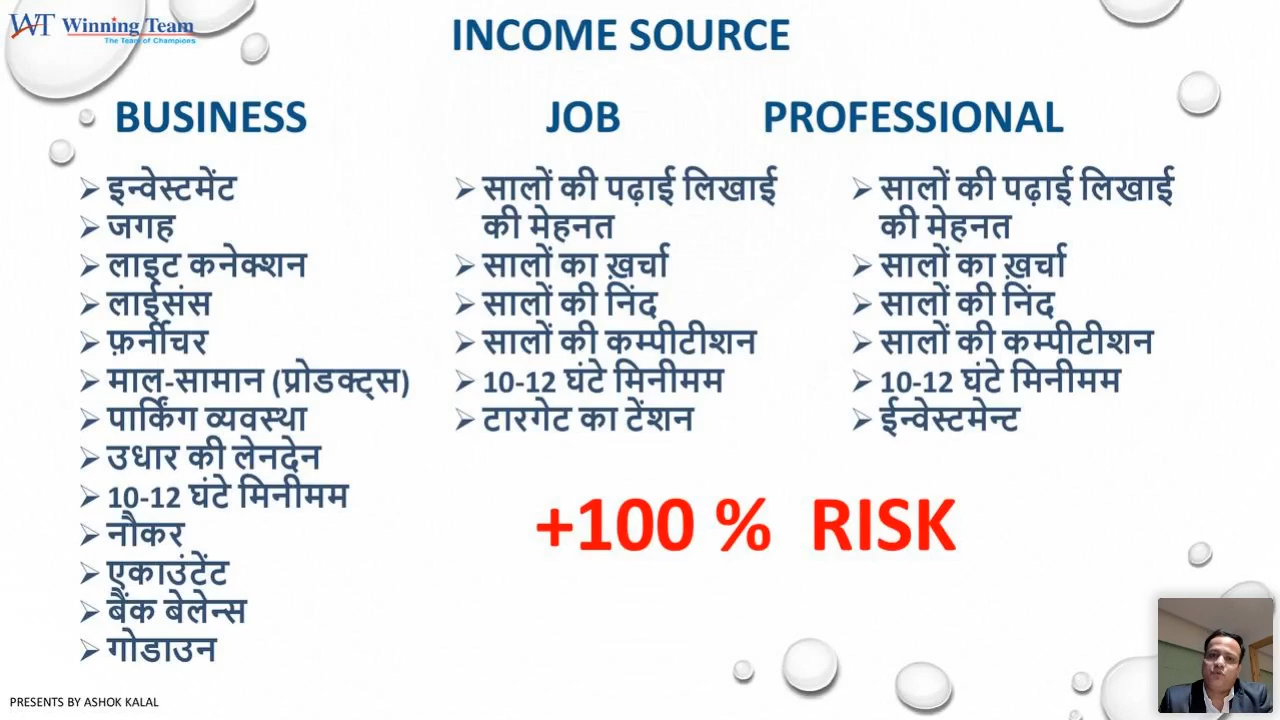 WT Winning Team
The Team of Champions
INCOME SOURCE
BUSINESS
इन्वेस्टमेंट
जगह
लाइट कनेक्शन
लाईसंस
फ़र्नीचर
माल-सामान (प्रोडक्ट्स)
पार्किंग व्यवस्था
उधार की लेनदेन
10-12 घंटे मिनीमम
नौकर
एकाउंटेंट
बैंक बेलेन्स
गोडाउन
JOB
सालों की पढ़ाई लिखाई
की मेहनत
सालों का ख़र्चा
सालों की निंद
सालों की कम्पीटीशन
10-12 घंटे मिनीमम
टारगेट का टेंशन
PROFESSIONAL
सालों की पढ़ाई लिखाई
की मेहनत
सालों का ख़र्चा
सालों की निंद
सालों की कम्पीटीशन
10-12 घंटे मिनीमम
ईन्वेस्टमेन्ट
+100 % RISK
PRESENTS BY ASHOK KALAL